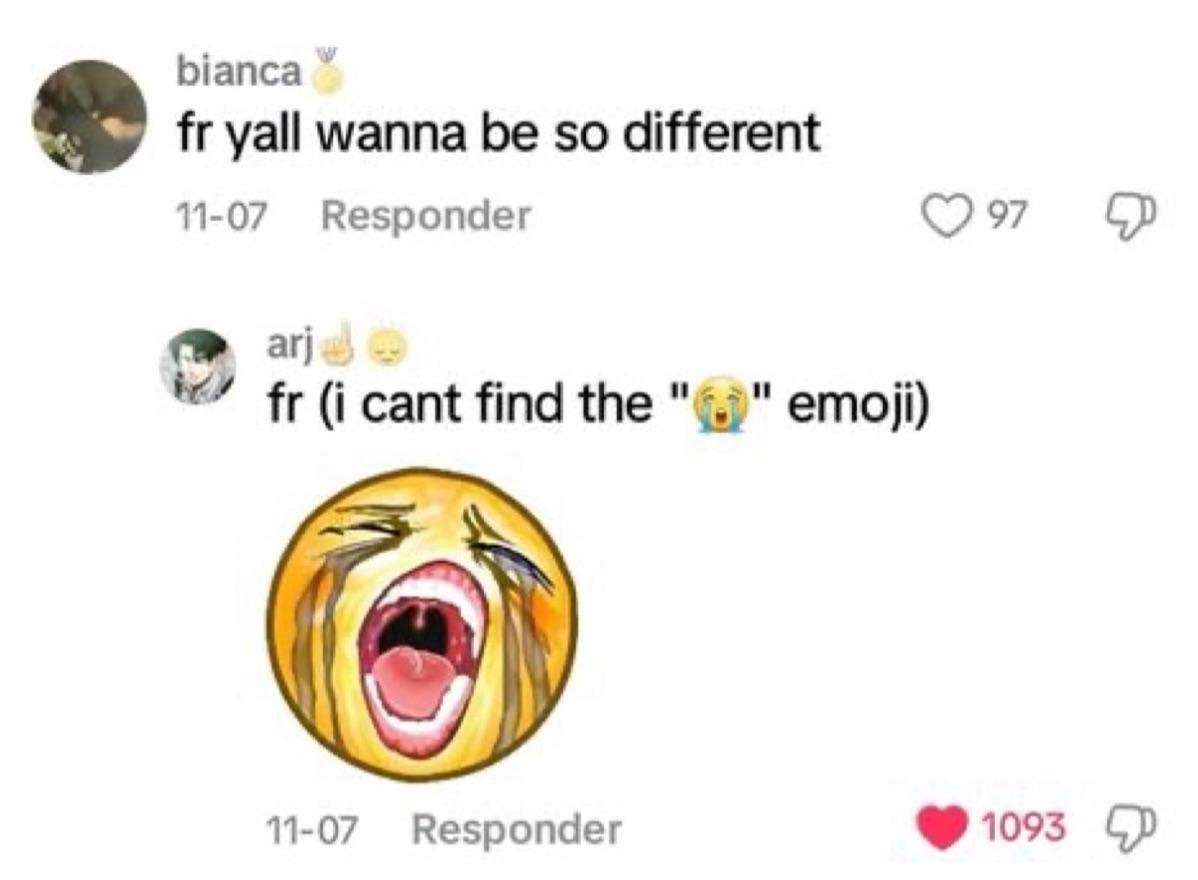 bianca🏅
fr yall wanna be so different
11-07 Responder 97
arj☝🏻😔
fr (i cant find the "😭" emoji)
11-07 Responder 1093